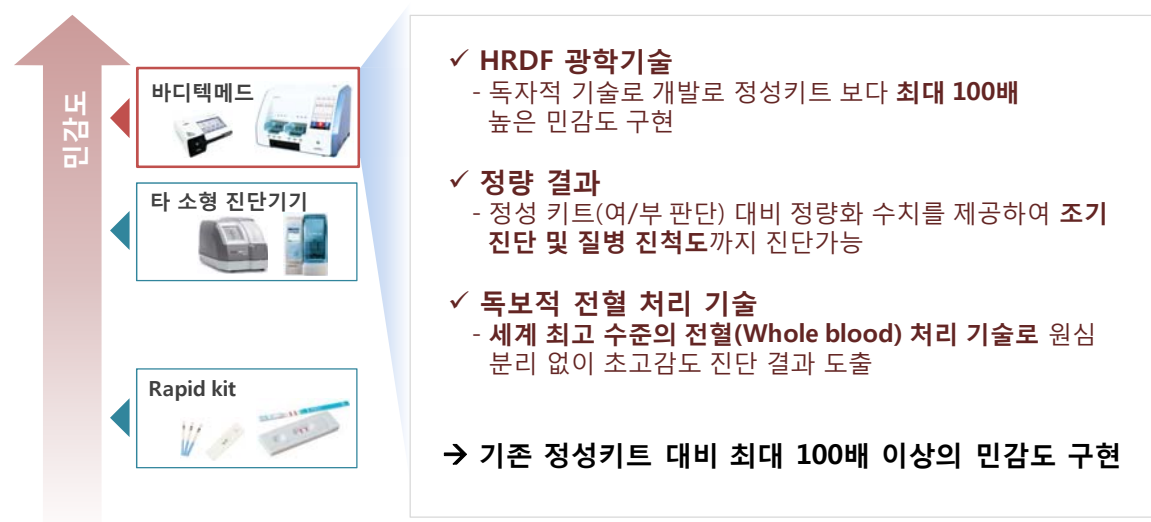 민감도
바디텍메드
타 소형 진단기기
Rapid kit
✓ HRDF 광학기술
- 독자적 기술로 개발로 정성키트 보다 최대 100배
높은 민감도 구현
✓ 정량 결과
- 정성 키트(여/부 판단) 대비 정량화 수치를 제공하여 조기
진단 및 질병 진척도까지 진단가능
✓ 독보적 전혈 처리 기술
- 세계 최고 수준의 전혈(Whole blood) 처리 기술로 원심
분리 없이 초고감도 진단 결과 도출
→ 기존 정성키트 대비 최대 100배 이상의 민감도 구현